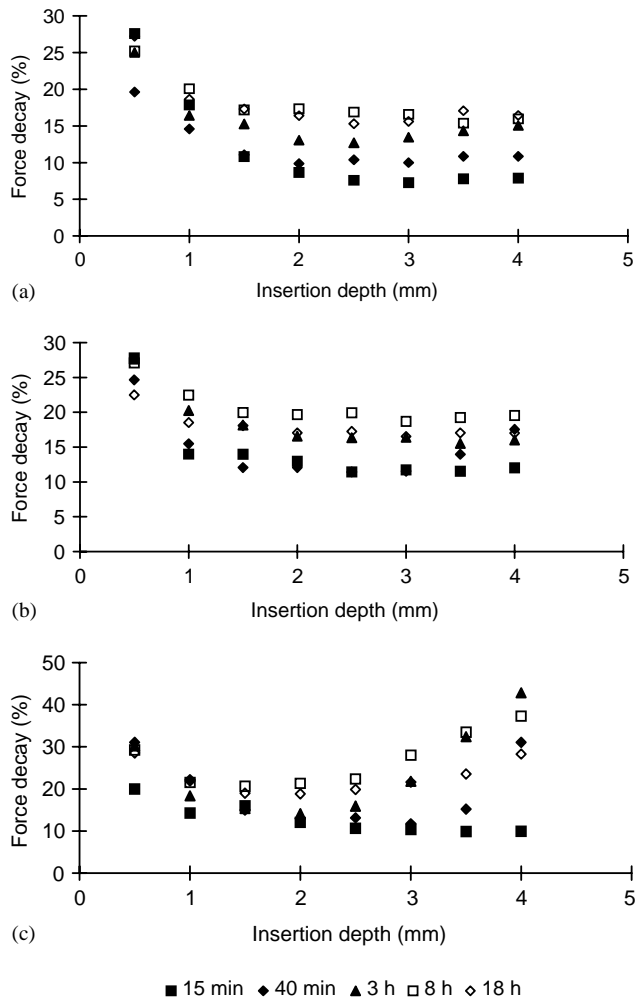 30
25
20
15
10
5
0
Force decay (%)
0 1 2 3 4 5
(a) Insertion depth (mm)
30
25
20
15
10
5
0
Force decay (%)
0 1 2 3 4 5
(b) Insertion depth (mm)
50
40
30
20
10
0
Force decay (%)
0 1 2 3 4 5
(c) Insertion depth (mm)
15 min 40 min 3 h 8 h 18 h